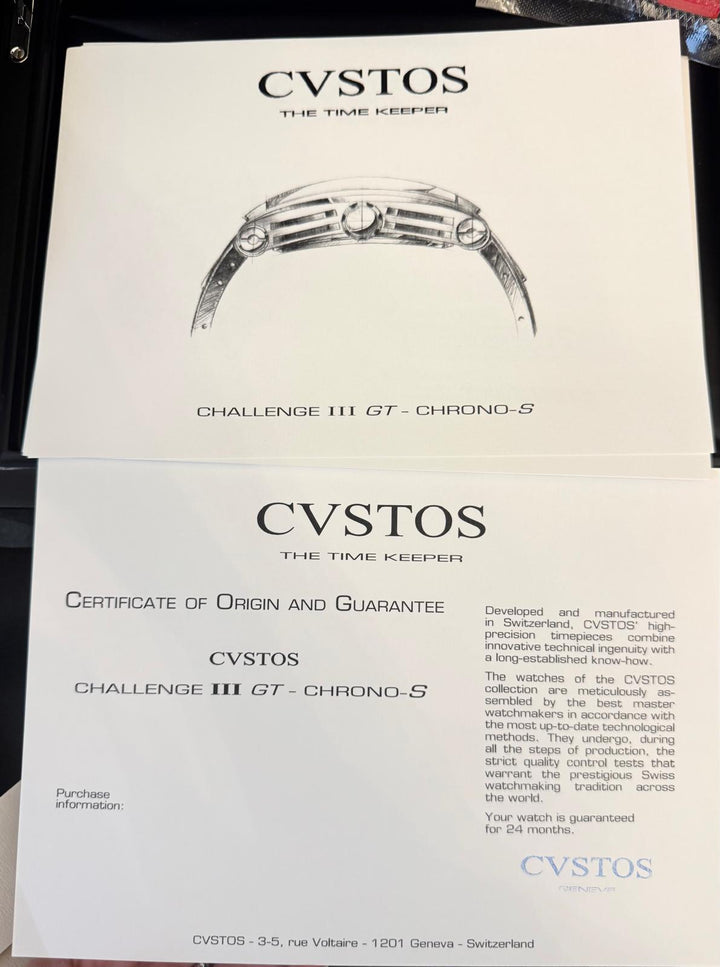 CVSTOS
THE TIME KEEPER
CHALLENGE III GT - CHRONO-S
CVSTOS
THE TIME KEEPER
CERTIFICATE OF ORIGIN AND GUARANTEE
CVSTOS
CHALLENGE III GT - CHRONO-S
Purchase
information:
Developed and manufactured
in Switzerland, CVSTOS' high-
precision timepieces combine
innovative technical ingenuity with
a long-established know-how.
The watches of the CVSTOS
collection are meticulously as-
sembled by the best master
watchmakers in accordance with
the most up-to-date technological
methods. They undergo, during
all the steps of production, the
strict quality control tests that
warrant the prestigious Swiss
watchmaking tradition across
the world.
Your watch is guaranteed
for 24 months.
CVSTOS
GENEVE
CVSTOS - 3-5, rue Voltaire - 1201 Geneva - Switzerland